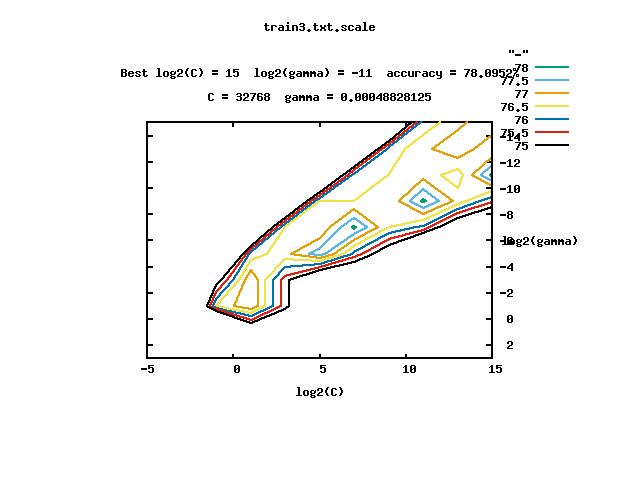 train3.txt.scale
"-"
Best log2(C) = 15 log2(gamma) = -11 accuracy = 78.0952%
78
77.5
C = 32768 gamma = 0.00048828125
77
76.5
76
75.5
75
-14
-12
-10
-8
-6
log2(gamma)
-4
-2
0
2
-5 0 5 10 15
log2(C)